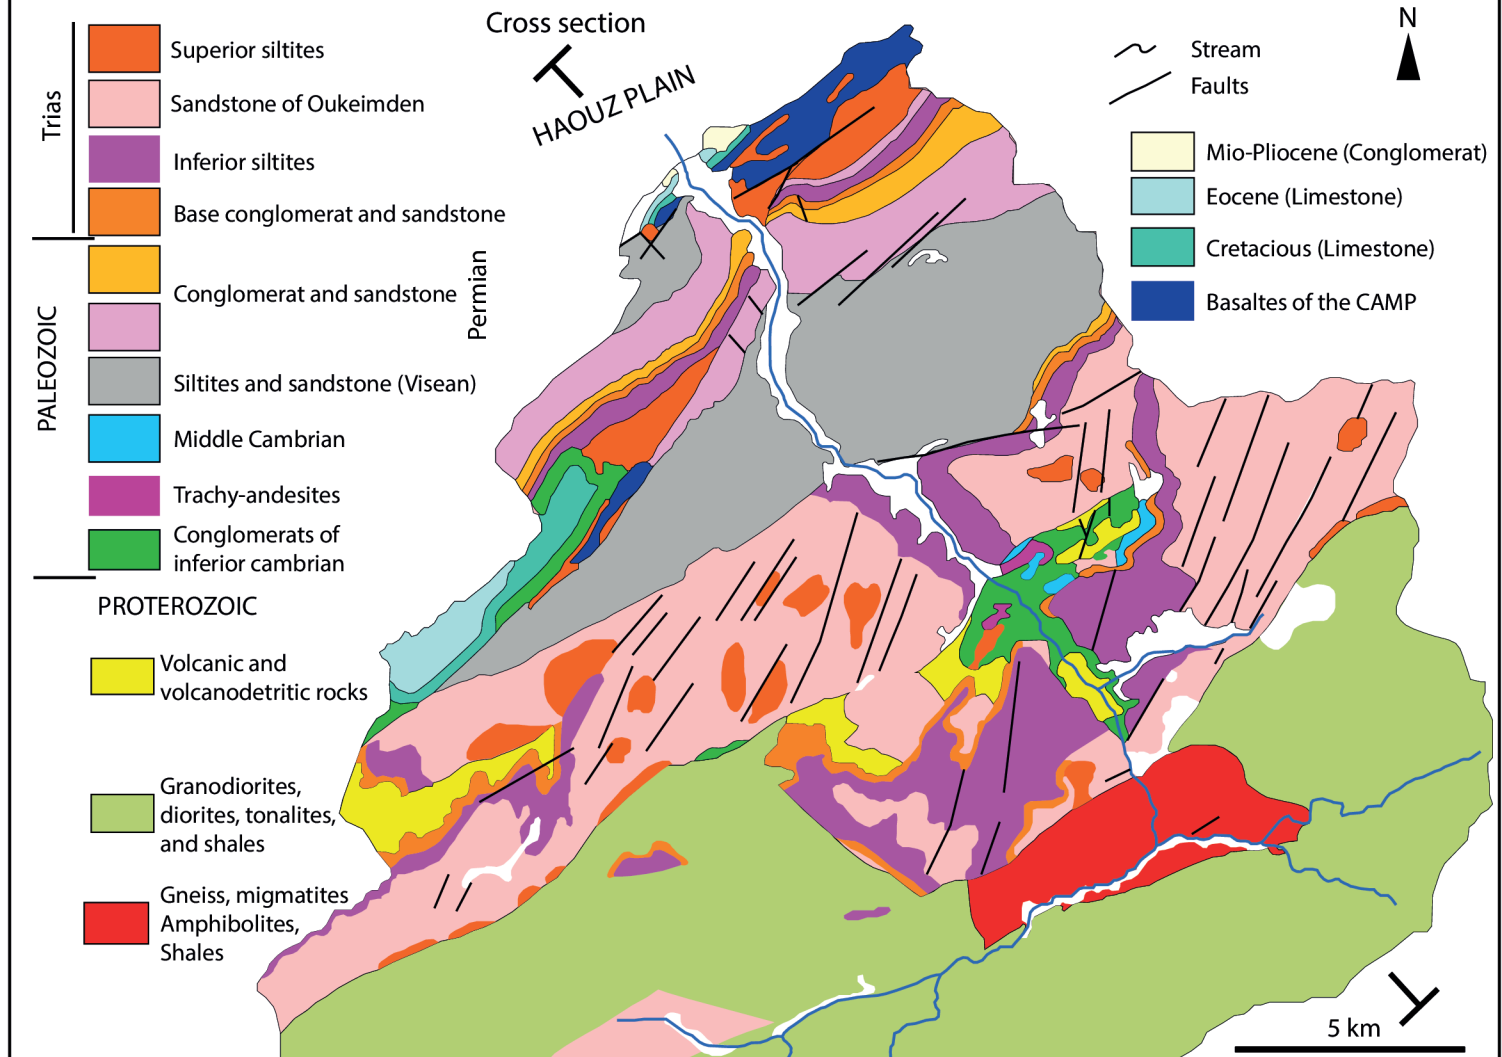 Cross section
HAOUZ PLAIN
N
Stream
Faults
Trias
Superior siltites
Sandstone of Oukeimden
Inferior siltites
Base conglomerat and sandstone
PALEOZOIC
Conglomerat and sandstone
Permian
Siltites and sandstone (Visean)
Middle Cambrian
Trachy-andesites
Conglomerats of
inferior cambrian
PROTEROZOIC
Volcanic and
volcanodetritic rocks
Granodiorites,
diorites, tonalites,
and shales
Gneiss, migmatites
Amphibolites,
Shales
Mio-Pliocene (Conglomerat)
Eocene (Limestone)
Cretacious (Limestone)
Basaltes of the CAMP
5 km